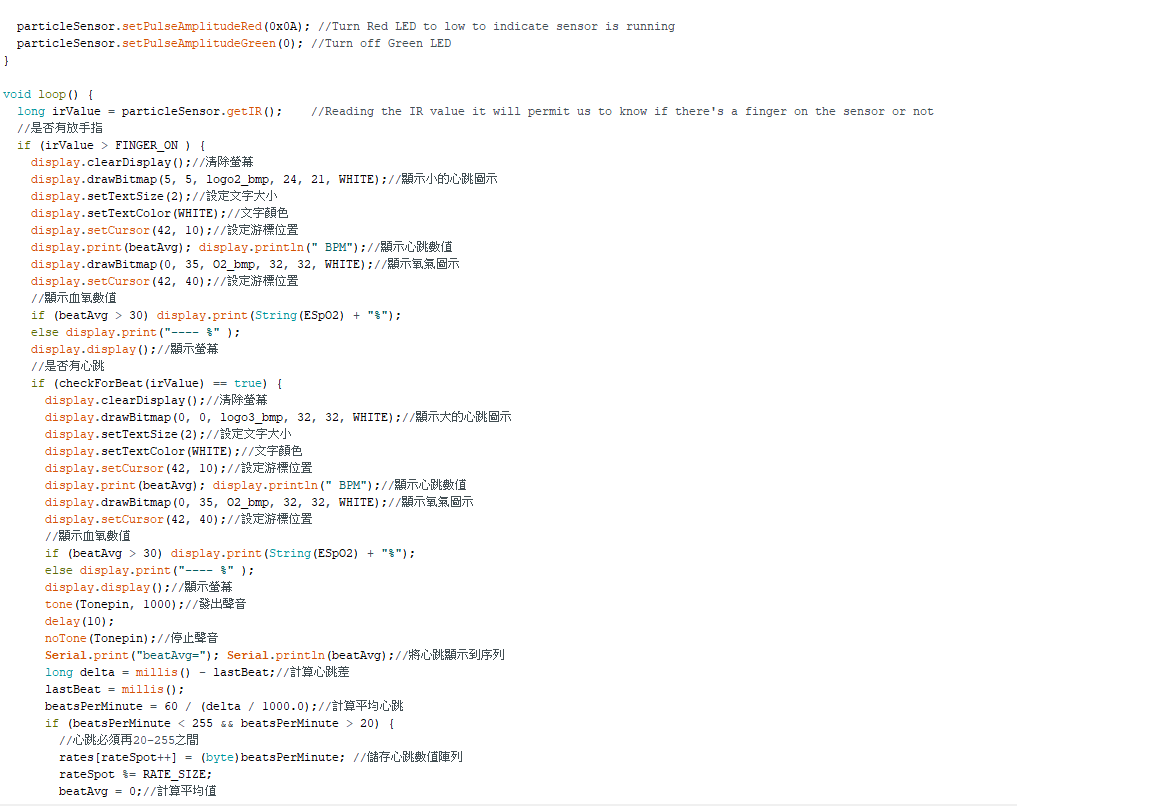 particleSensor.setPulseAmplitudeRed(0x0A); //Turn Red LED to low to indicate sensor is running
  particleSensor.setPulseAmplitudeGreen(0); //Turn off Green LED
}

void loop() {
  long irValue = particleSensor.getIR();    //Reading the IR value it will permit us to know if there's a finger on the sensor or not
  //是否有放手指
  if (irValue > FINGER_ON ) {
    display.clearDisplay();//清除螢幕
    display.drawBitmap(5, 5, logo2_bmp, 24, 21, WHITE);//顯示小的心跳圖示
    display.setTextSize(2);//設定文字大小
    display.setTextColor(WHITE);//文字顏色
    display.setCursor(42, 10);//設定游標位置
    display.print(beatAvg); display.println(" BPM");//顯示心跳數值
    display.drawBitmap(0, 35, O2_bmp, 32, 32, WHITE);//顯示氧氣圖示
    display.setCursor(42, 40);//設定游標位置
    //顯示血氧數值
    if (beatAvg > 30) display.print(String(ESpO2) + "%");
    else display.print("---- %" );
    display.display();//顯示螢幕
    //是否有心跳
    if (checkForBeat(irValue) == true) {
      display.clearDisplay();//清除螢幕
      display.drawBitmap(0, 0, logo3_bmp, 32, 32, WHITE);//顯示大的心跳圖示
      display.setTextSize(2);//設定文字大小
      display.setTextColor(WHITE);//文字顏色
      display.setCursor(42, 10);//設定游標位置
      display.print(beatAvg); display.println(" BPM");//顯示心跳數值
      display.drawBitmap(0, 35, O2_bmp, 32, 32, WHITE);//顯示氧氣圖示
      display.setCursor(42, 40);//設定游標位置
      //顯示血氧數值
      if (beatAvg > 30) display.print(String(ESpO2) + "%");
      else display.print("---- %" );
      display.display();//顯示螢幕
      tone(Tonepin, 1000);//發出聲音
      delay(10);
      noTone(Tonepin);//停止聲音
      Serial.print("beatAvg="); Serial.println(beatAvg);//將心跳顯示到序列
      long delta = millis() - lastBeat;//計算心跳差
      lastBeat = millis();
      beatsPerMinute = 60 / (delta / 1000.0);//計算平均心跳
      if (beatsPerMinute < 255 && beatsPerMinute > 20) {
        //心跳必須再20-255之間
        rates[rateSpot++] = (byte)beatsPerMinute; //儲存心跳數值陣列
        rateSpot %= RATE_SIZE;
        beatAvg = 0;//計算平均值